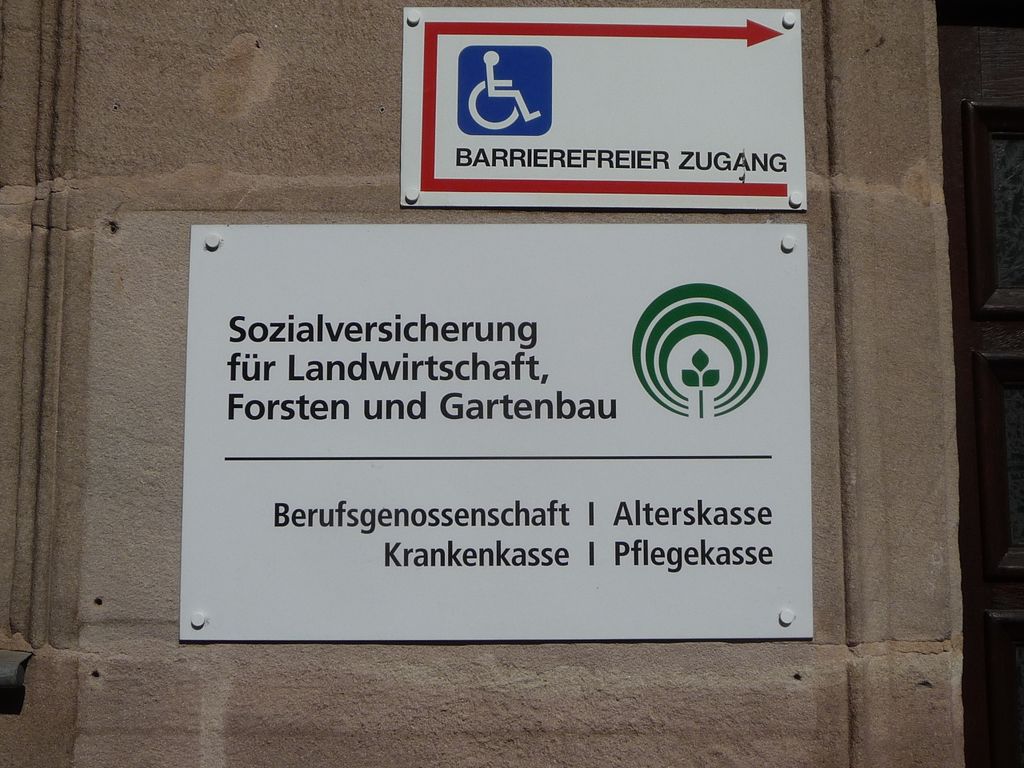 BARRIEREFREIER ZUGANG
Sozialversicherung
für Landwirtschaft,
Forsten und Gartenbau
Berufsgenossenschaft | Alterskasse
Krankenkasse | Pflegekasse